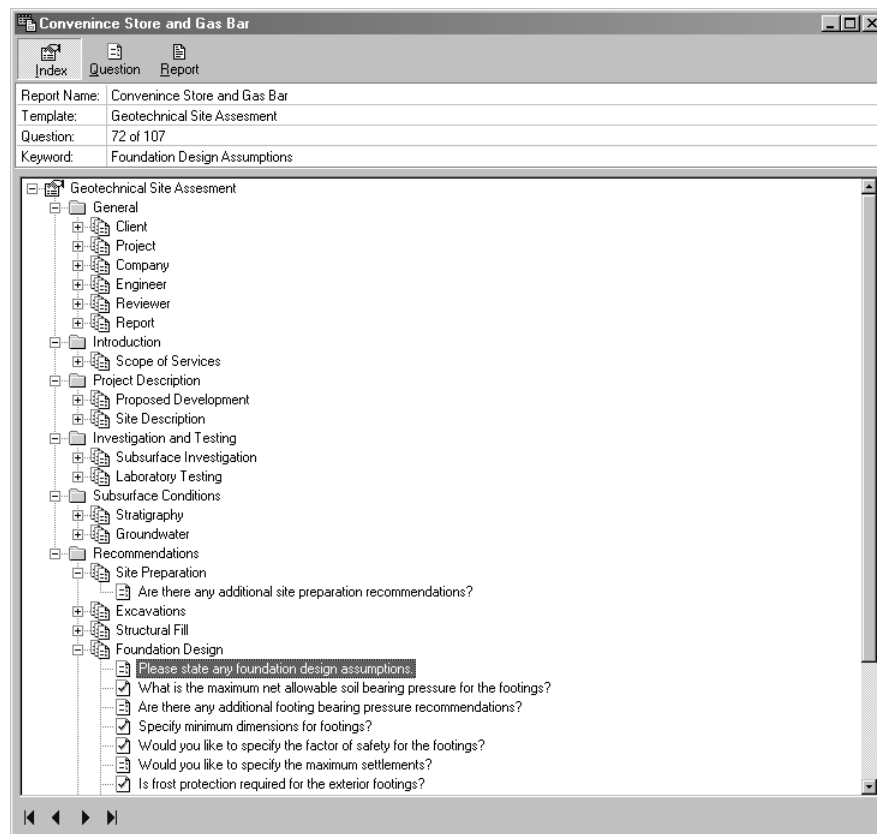 Convenince Store and Gas Bar
Index Question Report
Report Name: Convenince Store and Gas Bar
Template: Geotechnical Site Assesment
Question: 72 of 107
Keyword: Foundation Design Assumptions
Geotechnical Site Assesment
General
Client
Project
Company
Engineer
Reviewer
Report
Introduction
Scope of Services
Project Description
Proposed Development
Site Description
Investigation and Testing
Subsurface Investigation
Laboratory Testing
Subsurface Conditions
Stratigraphy
Groundwater
Recommendations
Site Preparation
Are there any additional site preparation recommendations?
Excavations
Structural Fill
Foundation Design
Please state any foundation design assumptions.
What is the maximum net allowable soil bearing pressure for the footings?
Are there any additional footing bearing pressure recommendations?
Specify minimum dimensions for footings?
Would you like to specify the factor of safety for the footings?
Would you like to specify the maximum settlements?
Is frost protection required for the exterior footings?